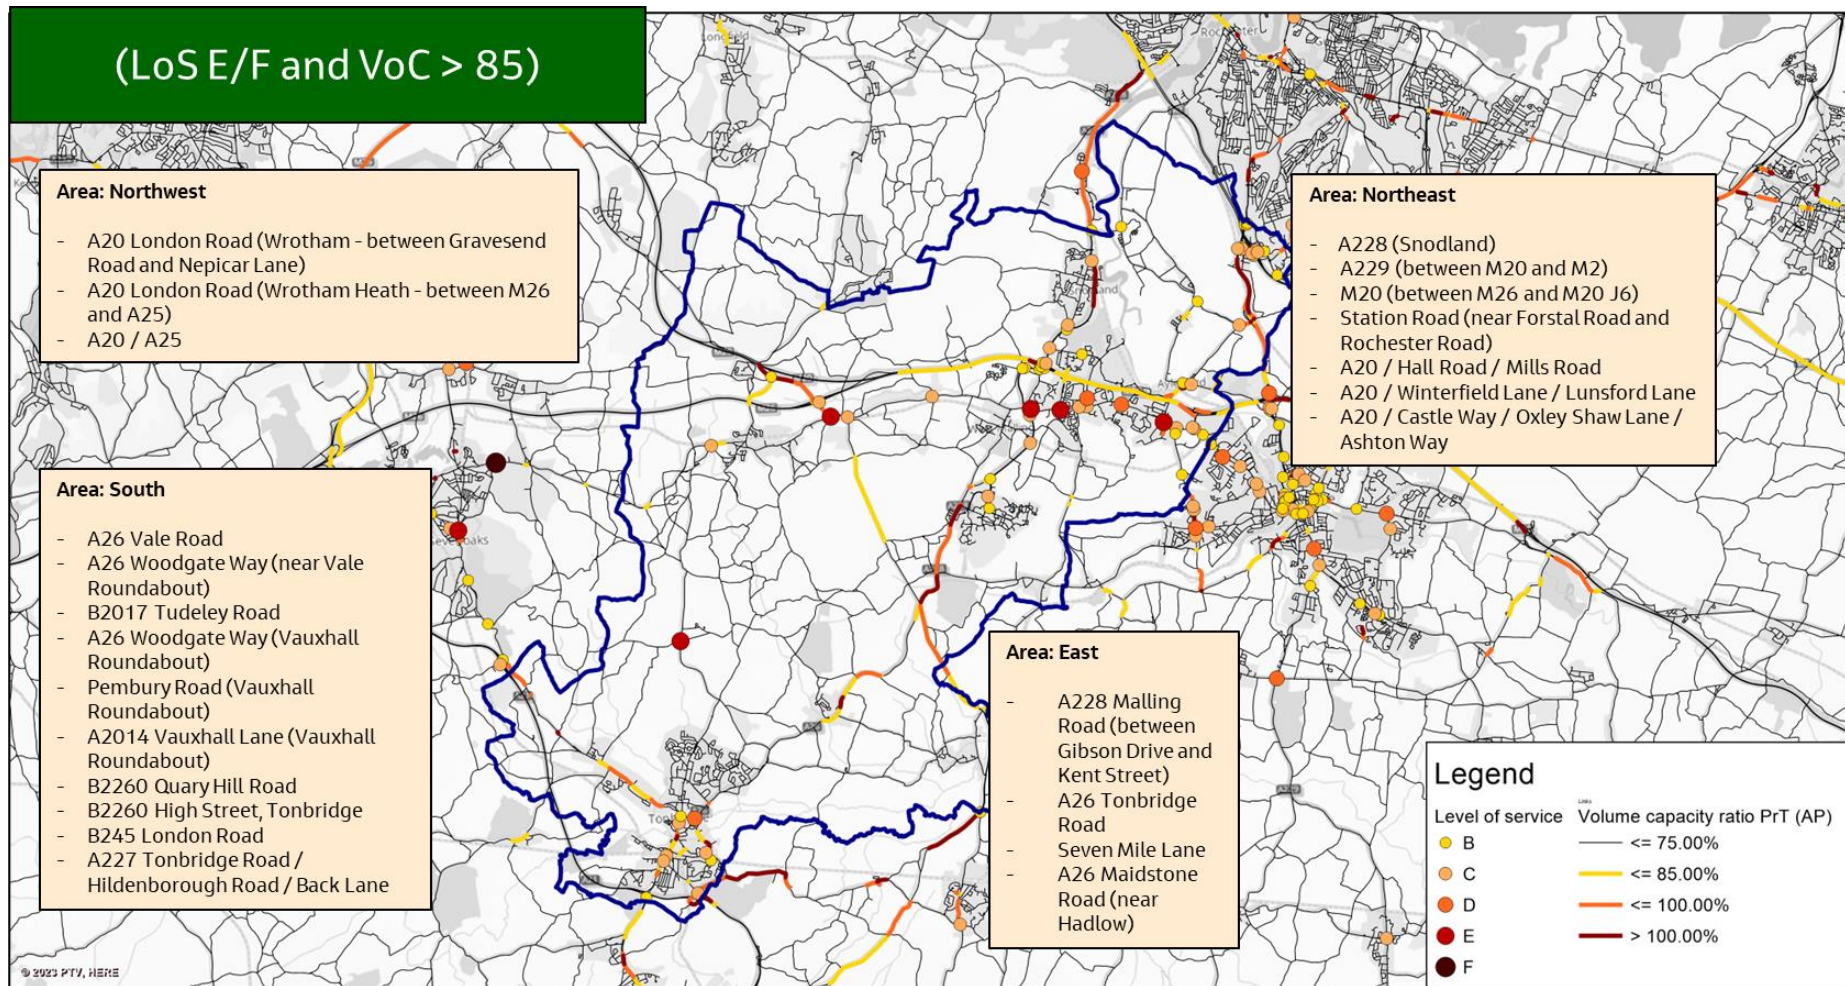 (LoS E/F and VoC > 85)
Area: Northwest
- A20 London Road (Wrotham - between Gravesend
Road and Nepicar Lane)
- A20 London Road (Wrotham Heath - between M26
and A25)
- A20 / A25
Area: South
- A26 Vale Road
- A26 Woodgate Way (near Vale
Roundabout)
- B2017 Tudeley Road
- A26 Woodgate Way (Vauxhall
Roundabout)
- Pembury Road (Vauxhall
Roundabout)
- A2014 Vauxhall Lane (Vauxhall
Roundabout)
- B2260 Quary Hill Road
- B2260 High Street, Tonbridge
- B245 London Road
- A227 Tonbridge Road /
Hildenborough Road / Back Lane
Area: Northeast
- A228 (Snodland)
- A229 (between M20 and M2)
- M20 (between M26 and M20 J6)
- Station Road (near Forstal Road and
Rochester Road)
- A20 / Hall Road / Mills Road
- A20 / Winterfield Lane / Lunsford Lane
- A20 / Castle Way / Oxley Shaw Lane /
Ashton Way
Area: East
- A228 Malling
Road (between
Gibson Drive and
Kent Street)
- A26 Tonbridge
Road
- Seven Mile Lane
- A26 Maidstone
Road (near
Hadlow)
Legend
Level of service
B
C
D
E
F
Links
Volume capacity ratio PrT (AP)
<= 75.00%
<= 85.00%
<= 100.00%
> 100.00%
Longfield
© 2023 PTV, HERE